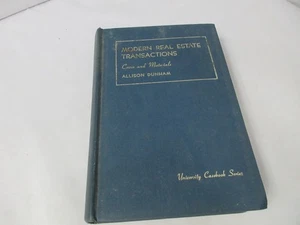 MODERN REAL ESTATE
TRANSACTIONS
Cases and Materials
ALLISON DUNHAM
University Casebook Series